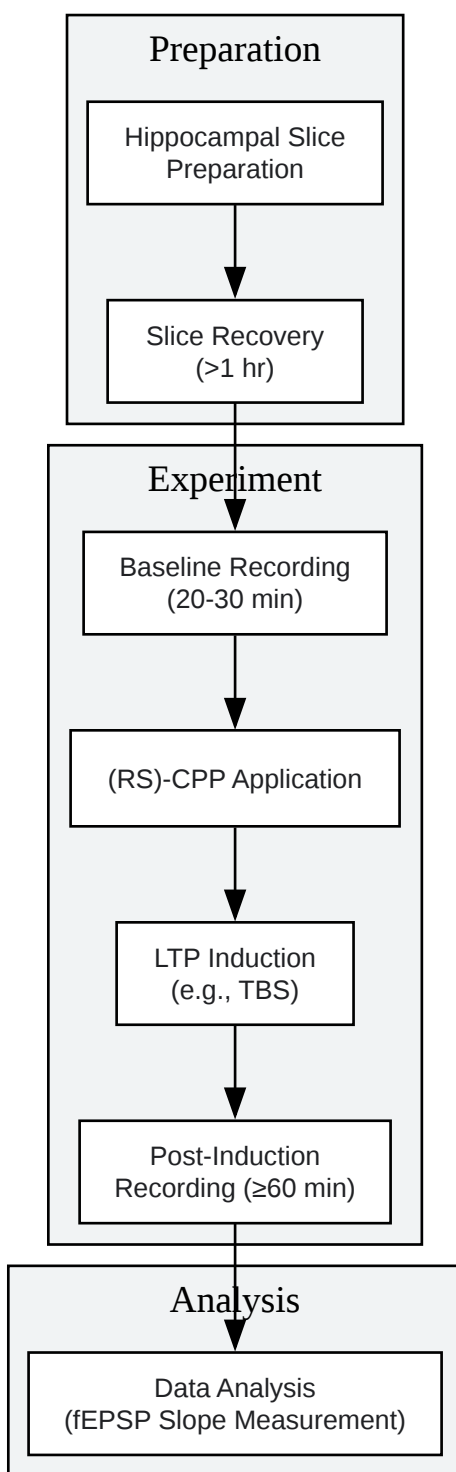 Preparation
Hippocampal Slice
Preparation
Slice Recovery
(>1 hr)
Experiment
Baseline Recording
(20-30 min)
(RS)-CPP Application
LTP Induction
(e.g., TBS)
Post-Induction
Recording (≥60 min)
Analysis
Data Analysis
(fEPSP Slope Measurement)